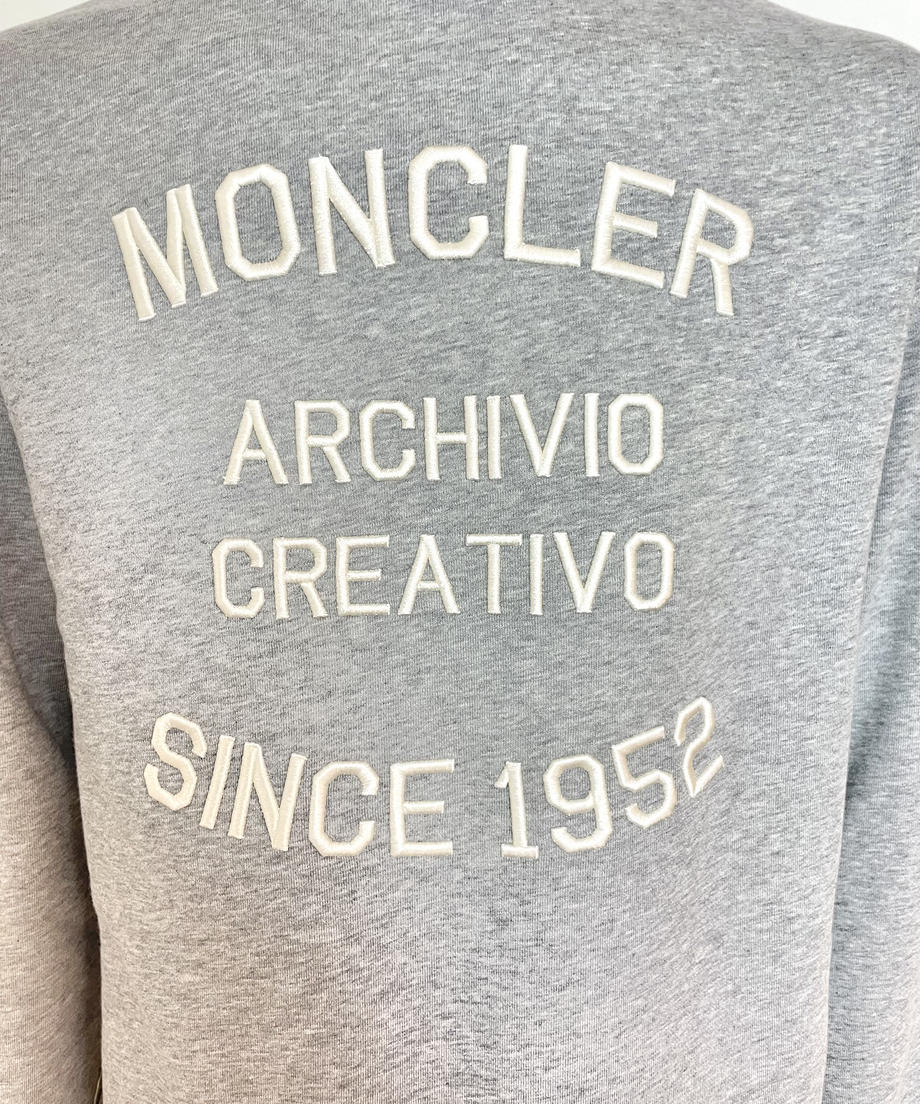 MONCLER
ARCHIVIO
CREATIVO
SINCE 1952